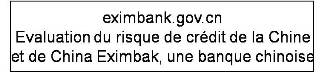 eximbank.gov.cn
Evaluation du risque de crédit de la Chine
et de China Eximbak, une banque chinoise